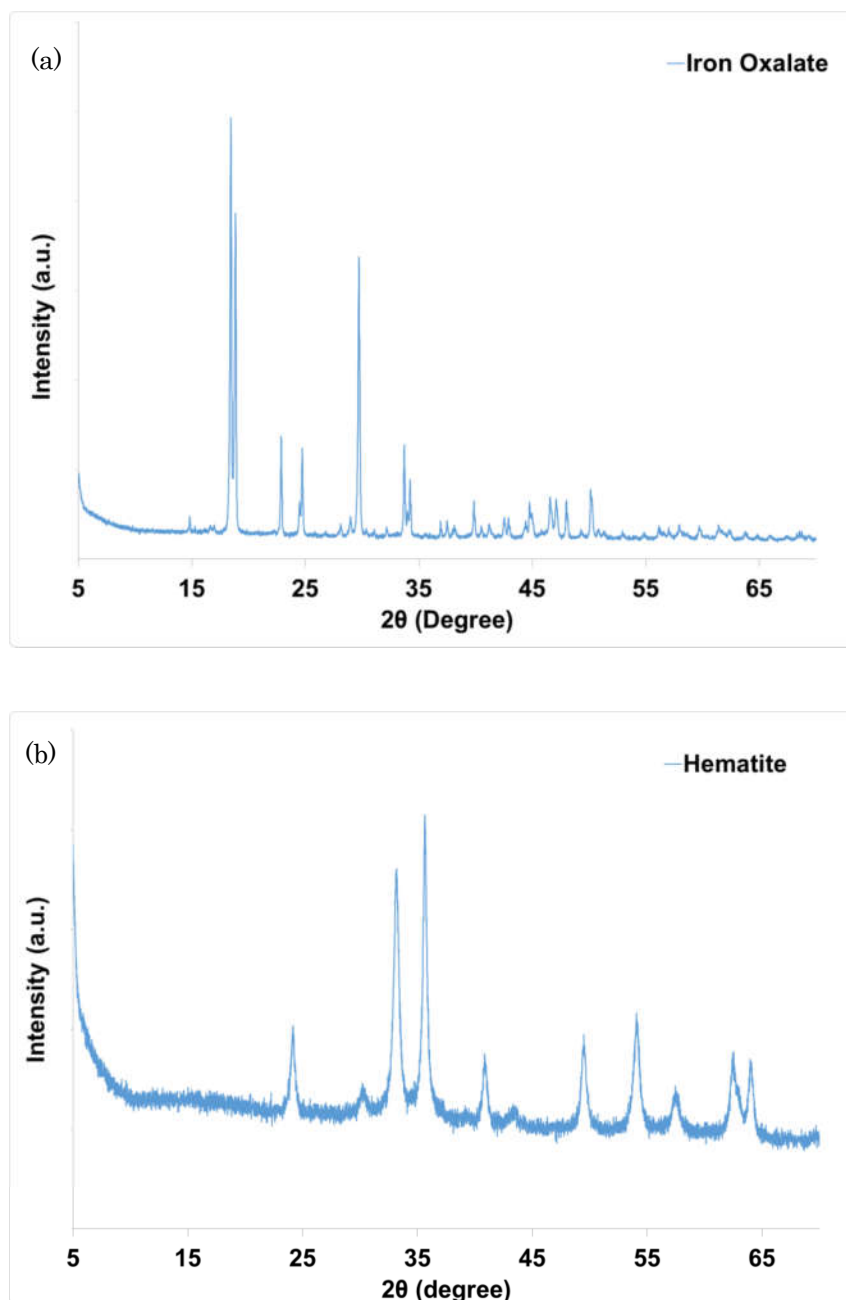 (a)
Iron Oxalate
Intensity (a.u.)
5 15 25 35 45 55 65
2θ (Degree)
(b)
Hematite
Intensity (a.u.)
5 15 25 35 45 55 65
2θ (degree)